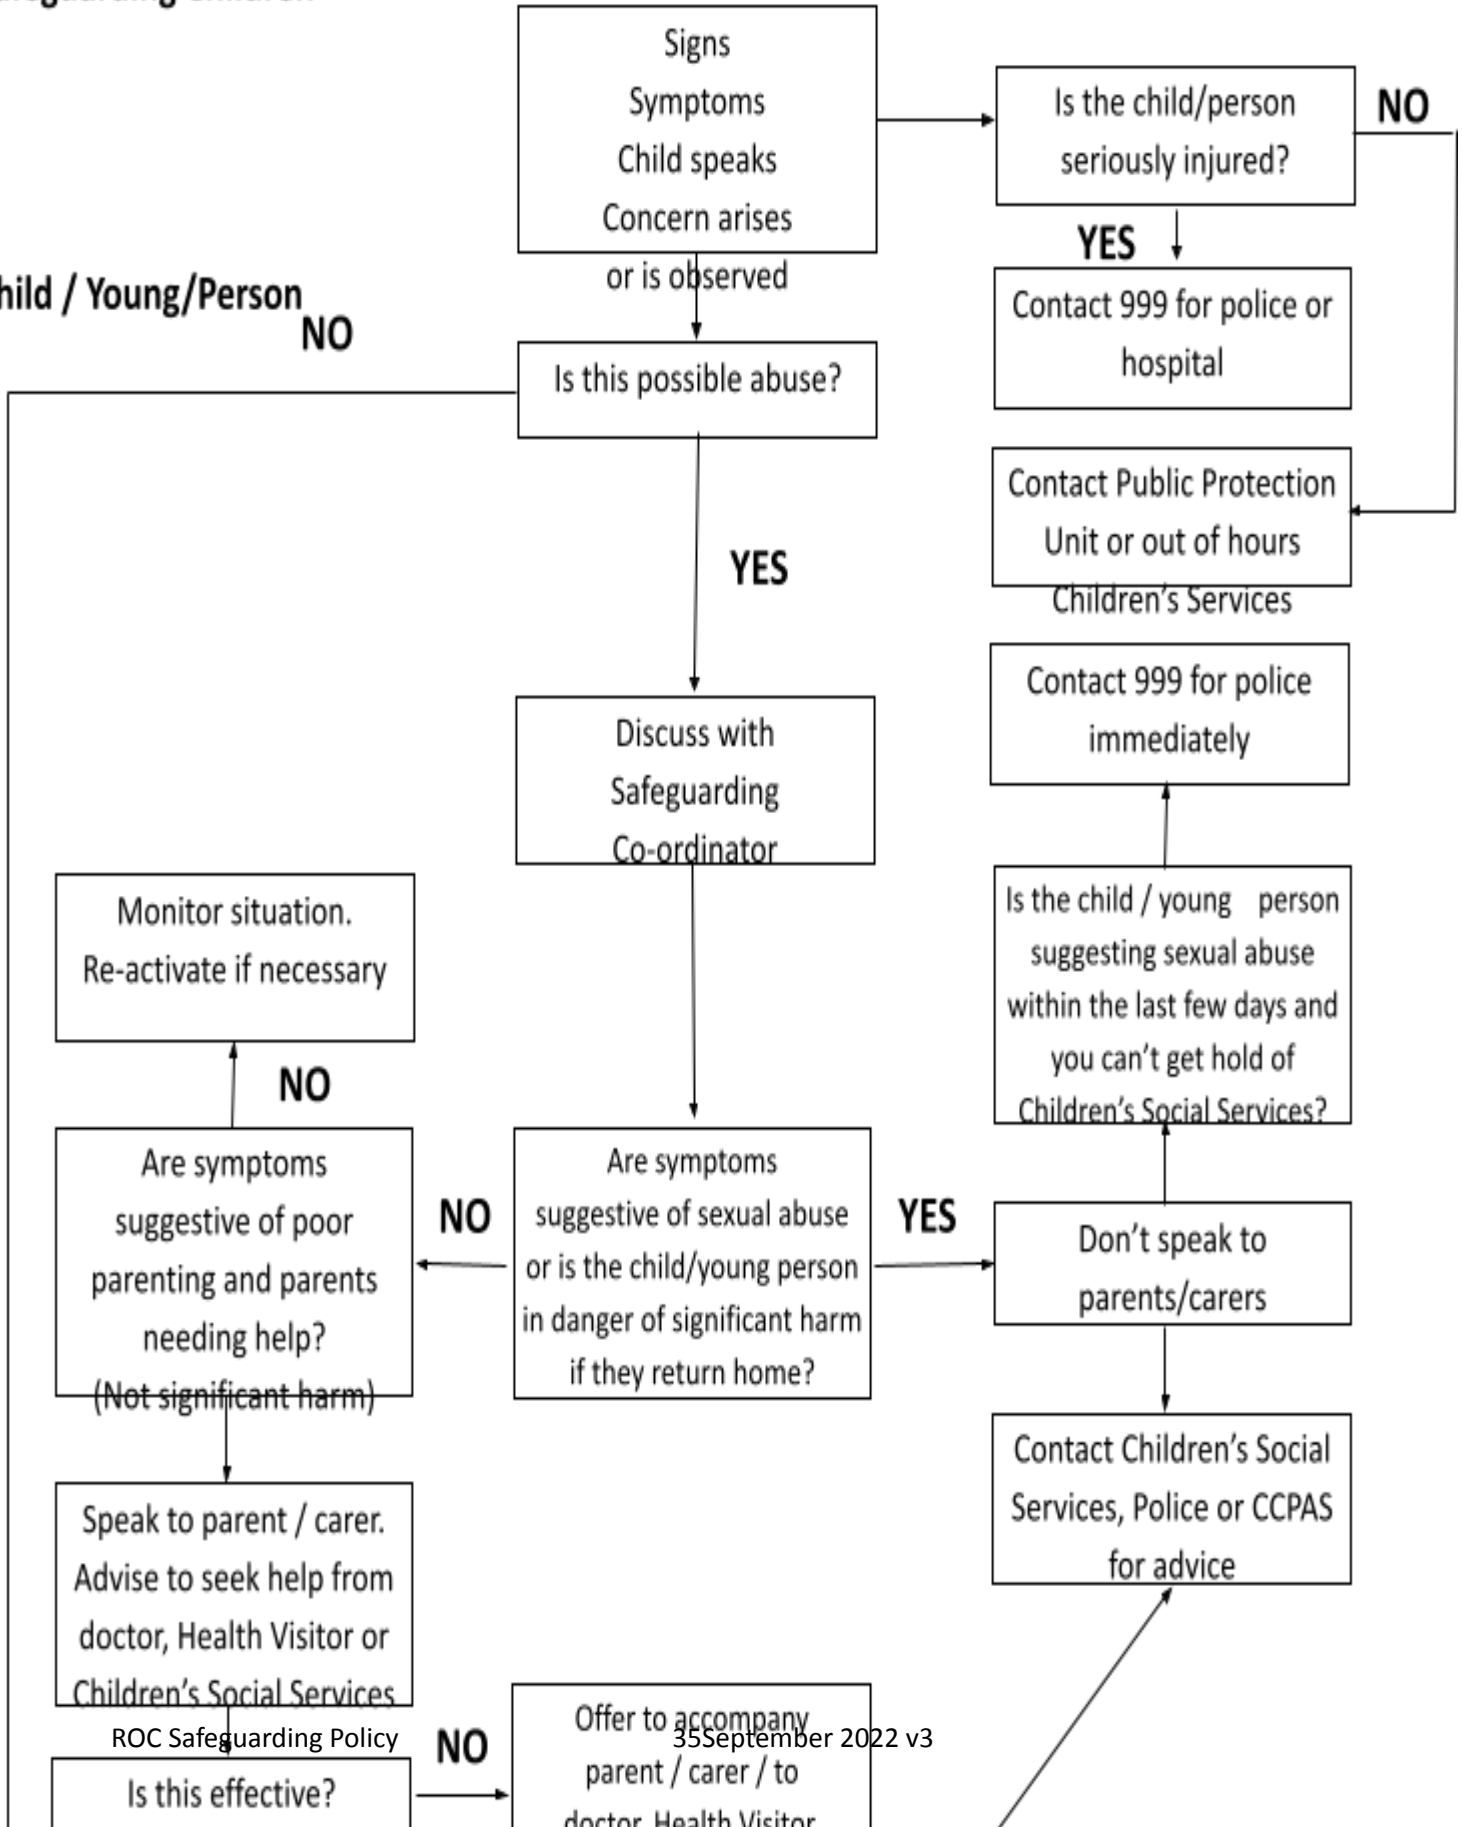 Signs
Symptoms
Child speaks
Concern arises
or is observed
Is the child/person
seriously injured?
NO
YES
Contact 999 for police or
hospital
/ Young/Person
NO
Is this possible abuse?
Contact Public Protection
Unit or out of hours
Children's Services
YES
Contact 999 for police
immediately
Discuss with
Safeguarding
Co-ordinator
Monitor situation.
Re-activate if necessary
Is the child / young person
suggesting sexual abuse
within the last few days and
you can't get hold of
Children's Social Services?
NO
Are symptoms
suggestive of poor
parenting and parents
needing help?
(Not significant harm)
NO
Are symptoms
suggestive of sexual abuse
or is the child/young person
in danger of significant harm
if they return home?
YES
Don't speak to
parents/carers
Contact Children's Social
Services, Police or CCPAS
for advice
Speak to parent / carer.
Advise to seek help from
doctor, Health Visitor or
Children's Social Services
ROC Safeguarding Policy
35September 2022 v3
Is this effective?
NO
Offer to accompany
parent / carer / to
doctor, Health Visitor